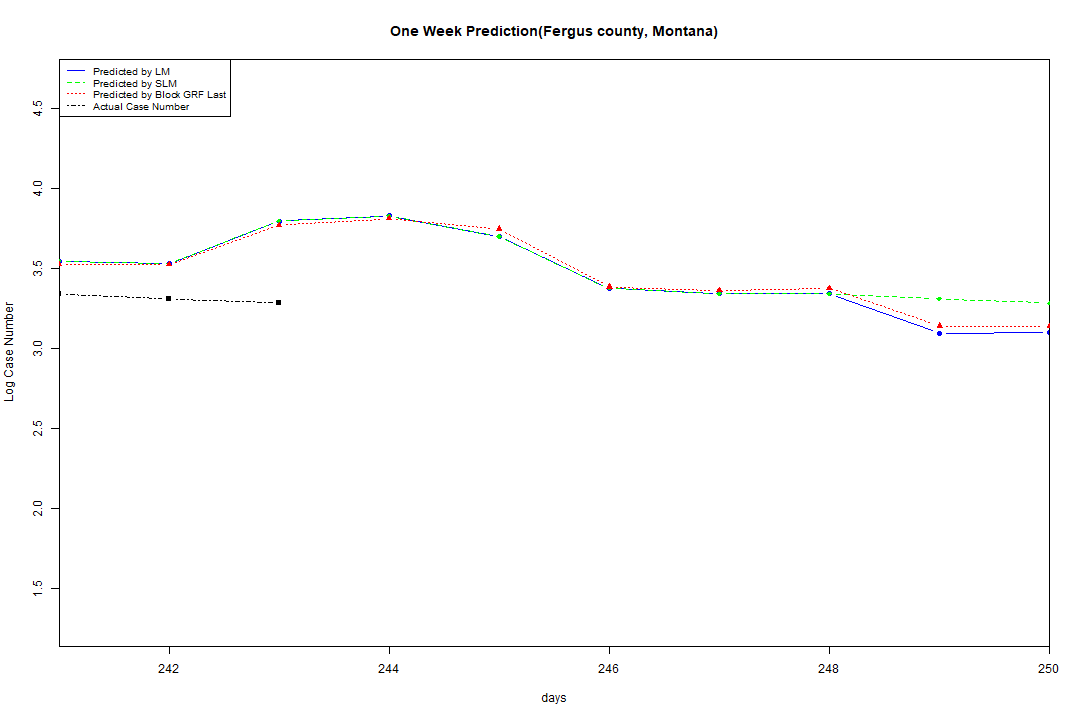 One Week Prediction(Fergus county, Montana)
Predicted by LM
Predicted by SLM
Predicted by Block GRF Last
Actual Case Number
4.5
4.0
3.5
3.0
2.5
2.0
1.5
Log Case Number
242 244 246 248 250
days